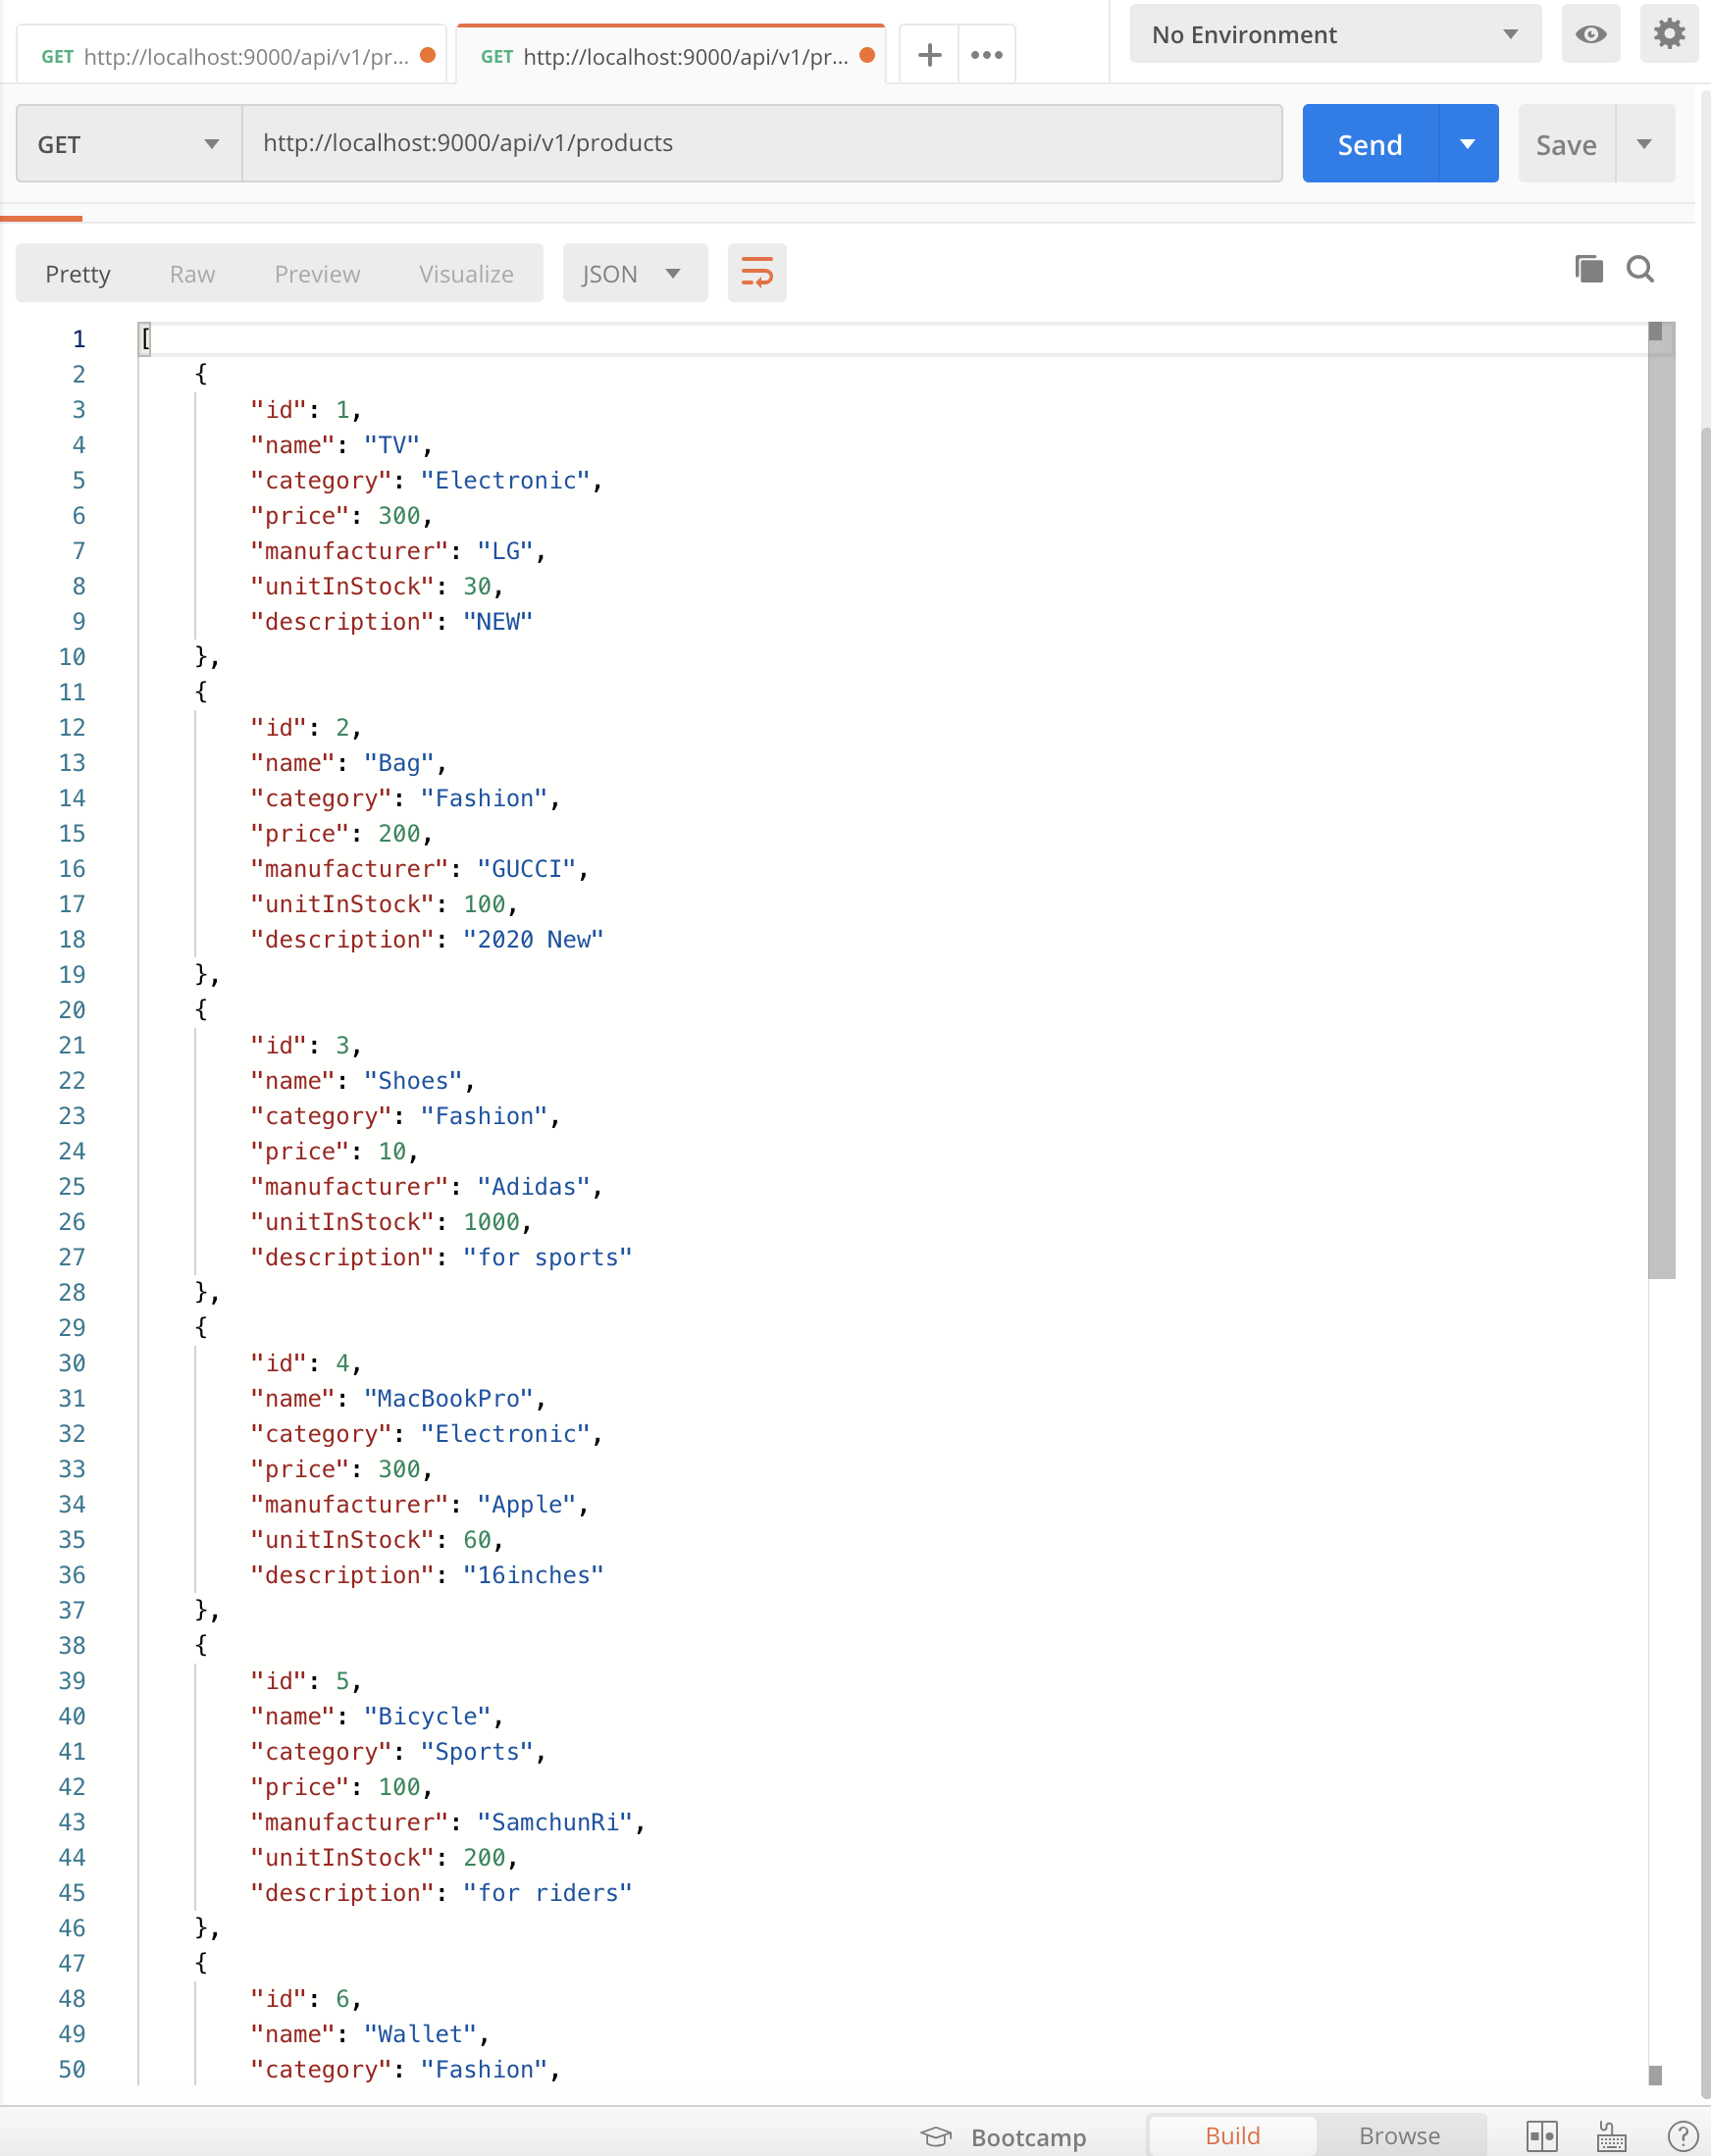 GET http://localhost:9000/api/v1/pr... GET http://localhost:9000/api/v1/pr... No Environment
GET http://localhost:9000/api/v1/products Send Save
Pretty Raw Preview Visualize JSON
1 [
2 {
3 "id": 1,
4 "name": "TV",
5 "category": "Electronic",
6 "price": 300,
7 "manufacturer": "LG",
8 "unitInStock": 30,
9 "description": "NEW"
10 },
11 {
12 "id": 2,
13 "name": "Bag",
14 "category": "Fashion",
15 "price": 200,
16 "manufacturer": "GUCCI",
17 "unitInStock": 100,
18 "description": "2020 New"
19 },
20 {
21 "id": 3,
22 "name": "Shoes",
23 "category": "Fashion",
24 "price": 10,
25 "manufacturer": "Adidas",
26 "unitInStock": 1000,
27 "description": "for sports"
28 },
29 {
30 "id": 4,
31 "name": "MacBookPro",
32 "category": "Electronic",
33 "price": 300,
34 "manufacturer": "Apple",
35 "unitInStock": 60,
36 "description": "16inches"
37 },
38 {
39 "id": 5,
40 "name": "Bicycle",
41 "category": "Sports",
42 "price": 100,
43 "manufacturer": "SamchunRi",
44 "unitInStock": 200,
45 "description": "for riders"
46 },
47 {
48 "id": 6,
49 "name": "Wallet",
50 "category": "Fashion",
Bootcamp Build Browse